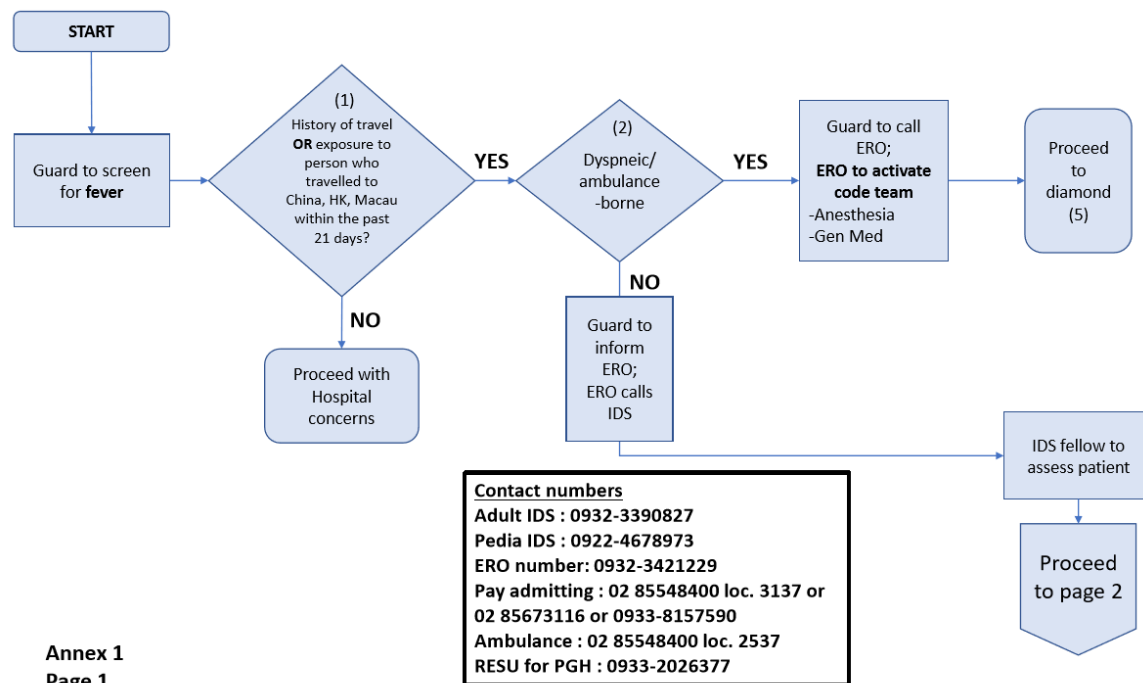 START
Guard to screen
for fever
(1)
History of travel
OR exposure to
person who
travelled to
China, HK, Macau
within the past
21 days?
YES
NO
Proceed with
Hospital
concerns
(2)
Dyspneic/
ambulance
-borne
YES
NO
Guard to call
ERO;
ERO to activate
code team
-Anesthesia
-Gen Med
Proceed
to
diamond
(5)
Guard to
inform
ERO;
ERO calls
IDS
IDS fellow to
assess patient
Proceed
to page 2
Contact numbers
Adult IDS : 0932-3390827
Pedia IDS : 0922-4678973
ERO number: 0932-3421229
Pay admitting : 02 85548400 loc. 3137 or
02 85673116 or 0933-8157590
Ambulance : 02 85548400 loc. 2537
RESU for PGH : 0933-2026377
Annex 1
Page 1